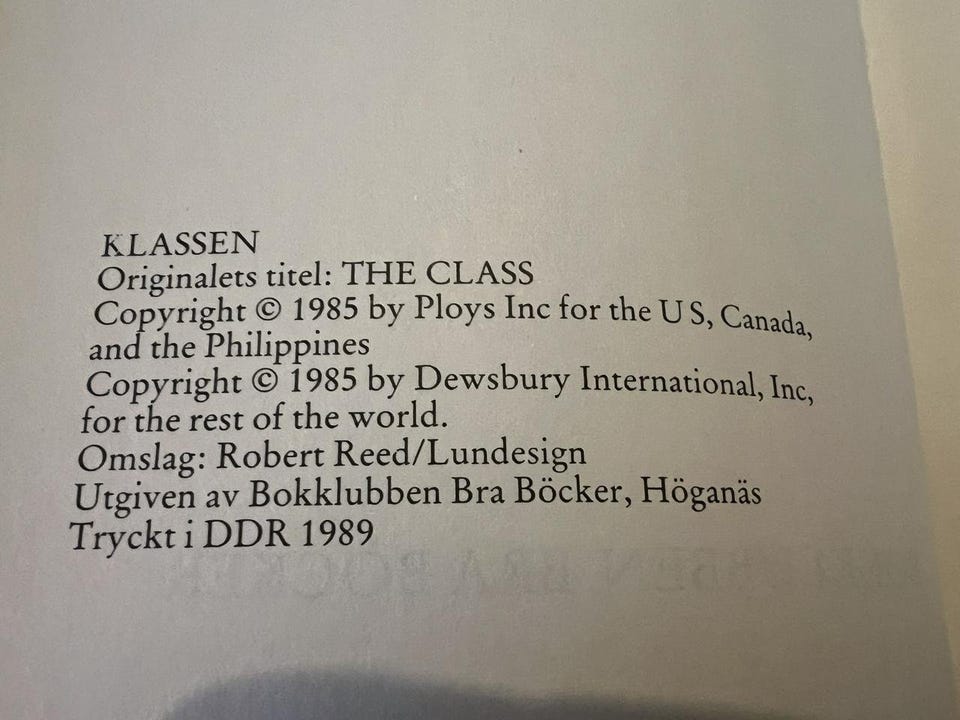 KLASSEN
Originalets titel: THE CLASS
Copyright © 1985 by Ploys Inc for the U S, Canada,
and the Philippines
Copyright © 1985 by Dewsbury International, Inc,
for the rest of the world.
Omslag: Robert Reed/Lundesign
Utgiven av Bokklubben Bra Böcker, Höganäs
Tryckt i DDR 1989